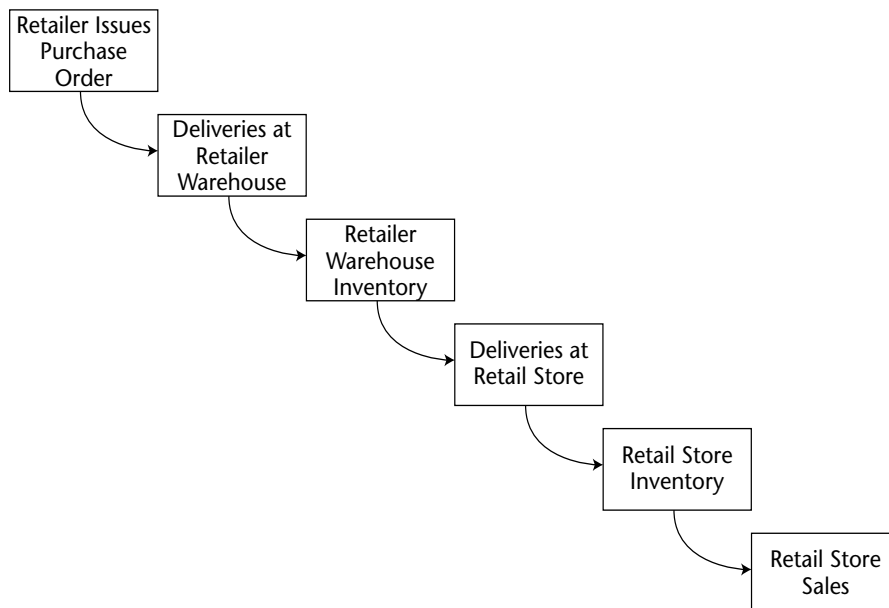 Retailer Issues
Purchase
Order
Deliveries at
Retailer
Warehouse
Retailer
Warehouse
Inventory
Deliveries at
Retail Store
Retail Store
Inventory
Retail Store
Sales